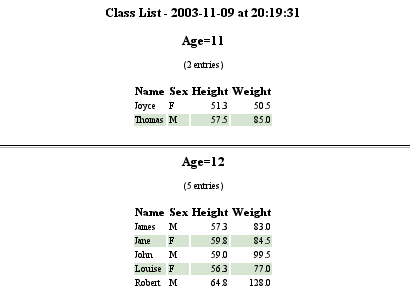 Class List - 2003-11-09 at 20:19:31
Age=11
(2 entries)
Name Sex Height Weight
Joyce F 51.3 50.5
Thomas M 57.5 85.0
Age=12
(5 entries)
Name Sex Height Weight
James M 57.3 83.0
Jane F 59.8 84.5
John M 59.0 99.5
Louise F 56.3 77.0
Robert M 64.8 128.0